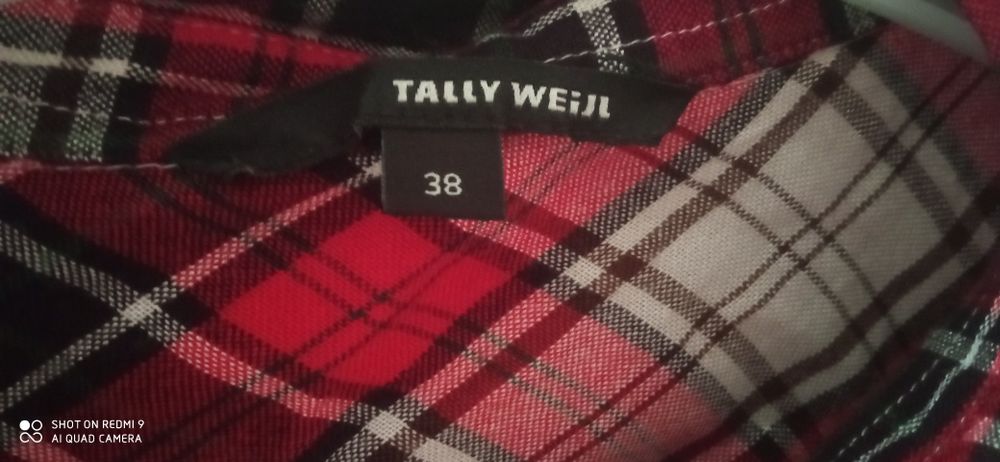 TALLY WEiJL
38
SHOT ON REDMI 9
AI QUAD CAMERA